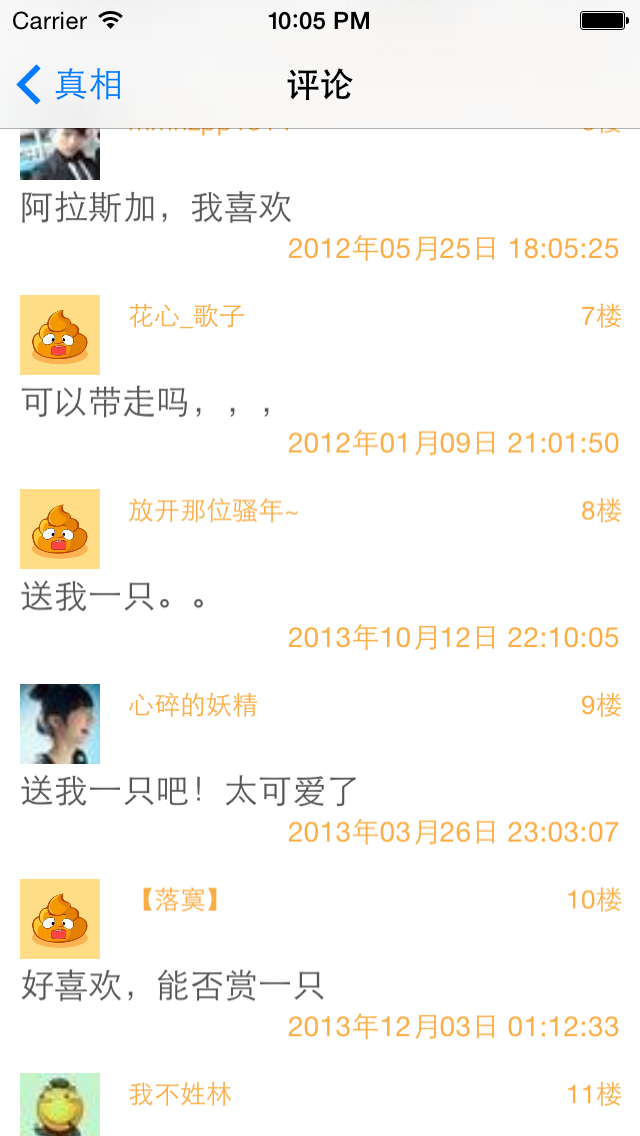 Carrier 10:05 PM
真相 评论
阿拉斯加，我喜欢
2012年05月25日 18:05:25
花心_歌子 7楼
可以带走吗，，，
2012年01月09日 21:01:50
放开那位骚年~ 8楼
送我一只。。
2013年10月12日 22:10:05
心碎的妖精 9楼
送我一只吧！太可爱了
2013年03月26日 23:03:07
【落寞】 10楼
好喜欢，能否赏一只
2013年12月03日 01:12:33
我不姓林 11楼